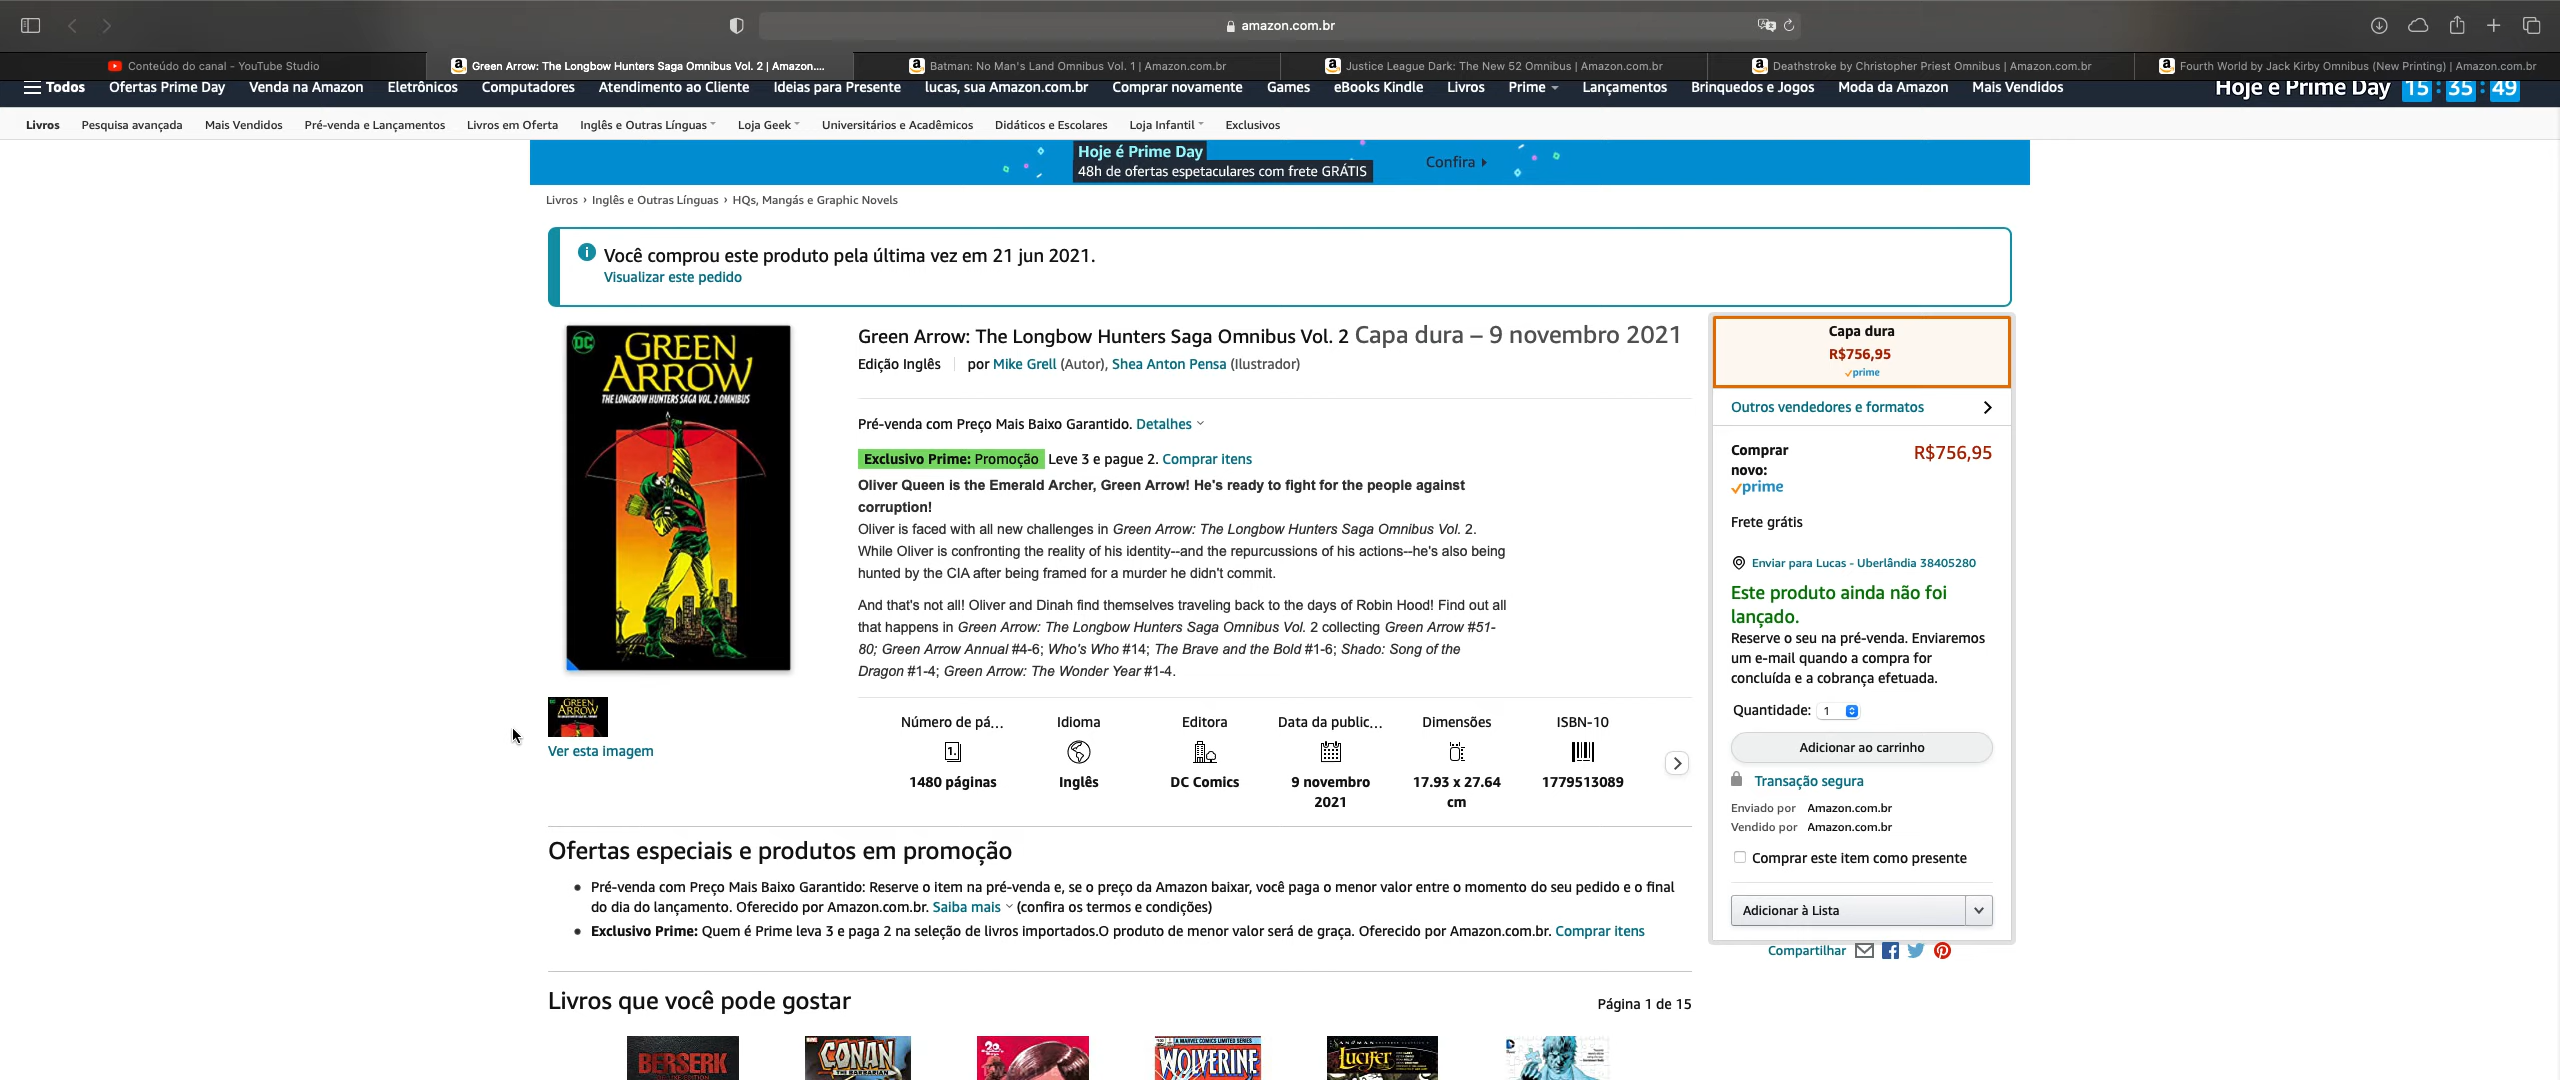 amazon.com.br
Conteúdo do canal - YouTube Studio
Green Arrow: The Longbow Hunters Saga Omnibus Vol. 2 | Amazon....
Batman: No Man's Land Omnibus Vol. 1 | Amazon.com.br
Justice League Dark: The New 52 Omnibus | Amazon.com.br
Deathstroke by Christopher Priest Omnibus | Amazon.com.br
Fourth World by Jack Kirby Omnibus (New Printing) | Amazon.com.br
Todos Ofertas Prime Day Venda na Amazon Eletrônicos Computadores Atendimento ao Cliente Ideias para Presente lucas, sua Amazon.com.br Comprar novamente Games eBooks Kindle Livros Prime Lançamentos Brinquedos e Jogos Moda da Amazon Mais Vendidos Hoje é Prime Day 15 : 35 : 49
Livros Pesquisa avançada Mais Vendidos Pré-venda e Lançamentos Livros em Oferta Inglês e Outras Línguas Loja Geek Universitários e Acadêmicos Didáticos e Escolares Loja Infantil Exclusivos
Hoje é Prime Day
48h de ofertas espetaculares com frete GRÁTIS
Confira
Livros › Inglês e Outras Línguas › HQs, Mangás e Graphic Novels
Você comprou este produto pela última vez em 21 jun 2021.
Visualizar este pedido
DC
GREEN
ARROW
THE LONGBOW HUNTERS SAGA VOL. 2 OMNIBUS
GREEN
ARROW
Ver esta imagem
Green Arrow: The Longbow Hunters Saga Omnibus Vol. 2 Capa dura – 9 novembro 2021
Edição Inglês por Mike Grell (Autor), Shea Anton Pensa (Ilustrador)
Pré-venda com Preço Mais Baixo Garantido. Detalhes
Exclusivo Prime: Promoção Leve 3 e pague 2. Comprar itens
Oliver Queen is the Emerald Archer, Green Arrow! He's ready to fight for the people against
corruption!
Oliver is faced with all new challenges in Green Arrow: The Longbow Hunters Saga Omnibus Vol. 2.
While Oliver is confronting the reality of his identity--and the repurcussions of his actions--he's also being
hunted by the CIA after being framed for a murder he didn't commit.
And that's not all! Oliver and Dinah find themselves traveling back to the days of Robin Hood! Find out all
that happens in Green Arrow: The Longbow Hunters Saga Omnibus Vol. 2 collecting Green Arrow #51-
80; Green Arrow Annual #4-6; Who's Who #14; The Brave and the Bold #1-6; Shado: Song of the
Dragon #1-4; Green Arrow: The Wonder Year #1-4.
Número de pá... Idioma Editora Data da public... Dimensões ISBN-10
1480 páginas Inglês DC Comics 9 novembro 17.93 x 27.64 1779513089
2021 cm
Capa dura
R$756,95
prime
Outros vendedores e formatos
Comprar R$756,95
novo:
prime
Frete grátis
Enviar para Lucas - Uberlândia 38405280
Este produto ainda não foi
lançado.
Reserve o seu na pré-venda. Enviaremos
um e-mail quando a compra for
concluída e a cobrança efetuada.
Quantidade: 1
Adicionar ao carrinho
Transação segura
Enviado por Amazon.com.br
Vendido por Amazon.com.br
Comprar este item como presente
Adicionar à Lista
Compartilhar
Ofertas especiais e produtos em promoção
Pré-venda com Preço Mais Baixo Garantido: Reserve o item na pré-venda e, se o preço da Amazon baixar, você paga o menor valor entre o momento do seu pedido e o final
do dia do lançamento. Oferecido por Amazon.com.br. Saiba mais (confira os termos e condições)
Exclusivo Prime: Quem é Prime leva 3 e paga 2 na seleção de livros importados.O produto de menor valor será de graça. Oferecido por Amazon.com.br. Comprar itens
Livros que você pode gostar
Página 1 de 15
BERSERK
CONAN
THE BARBARIAN
A MARVEL COMICS LIMITED SERIES
WOLVERINE
LUCIFER